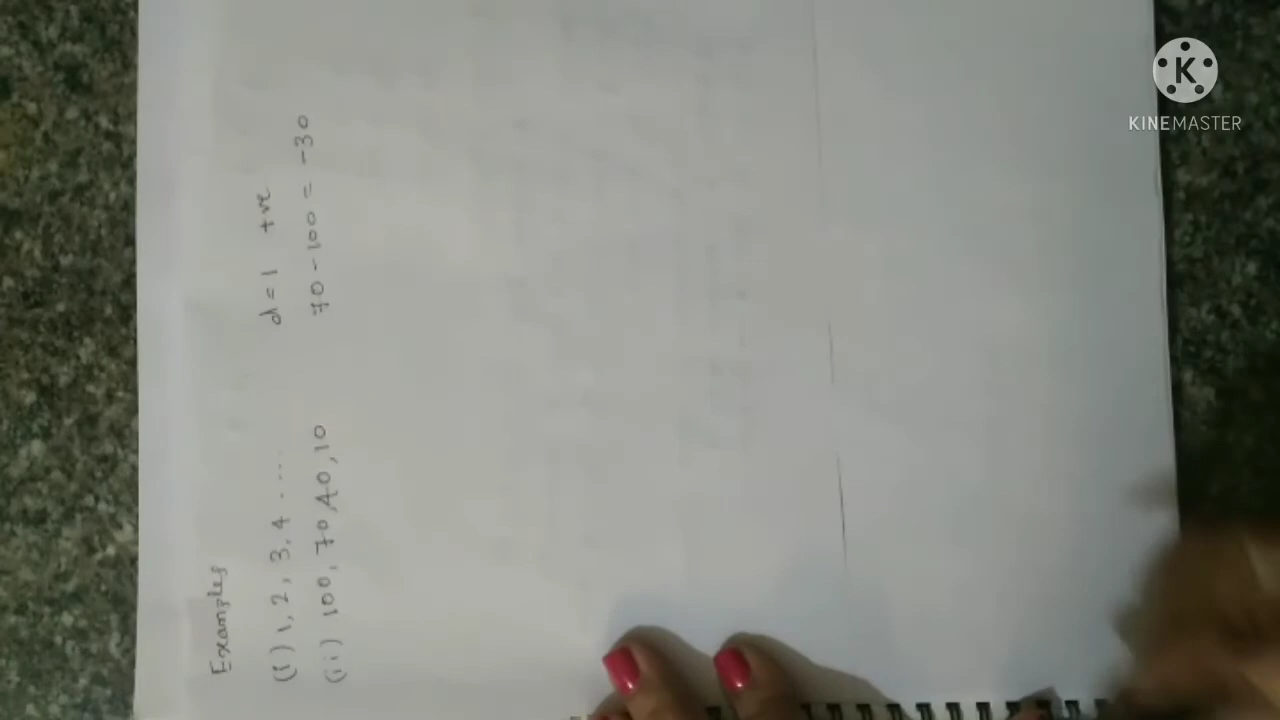 Examples
(i) 1, 2, 3, 4 - ... d = 1 +ve
(ii) 100, 70, 40, 10 70 - 100 = -30
KINEMASTER